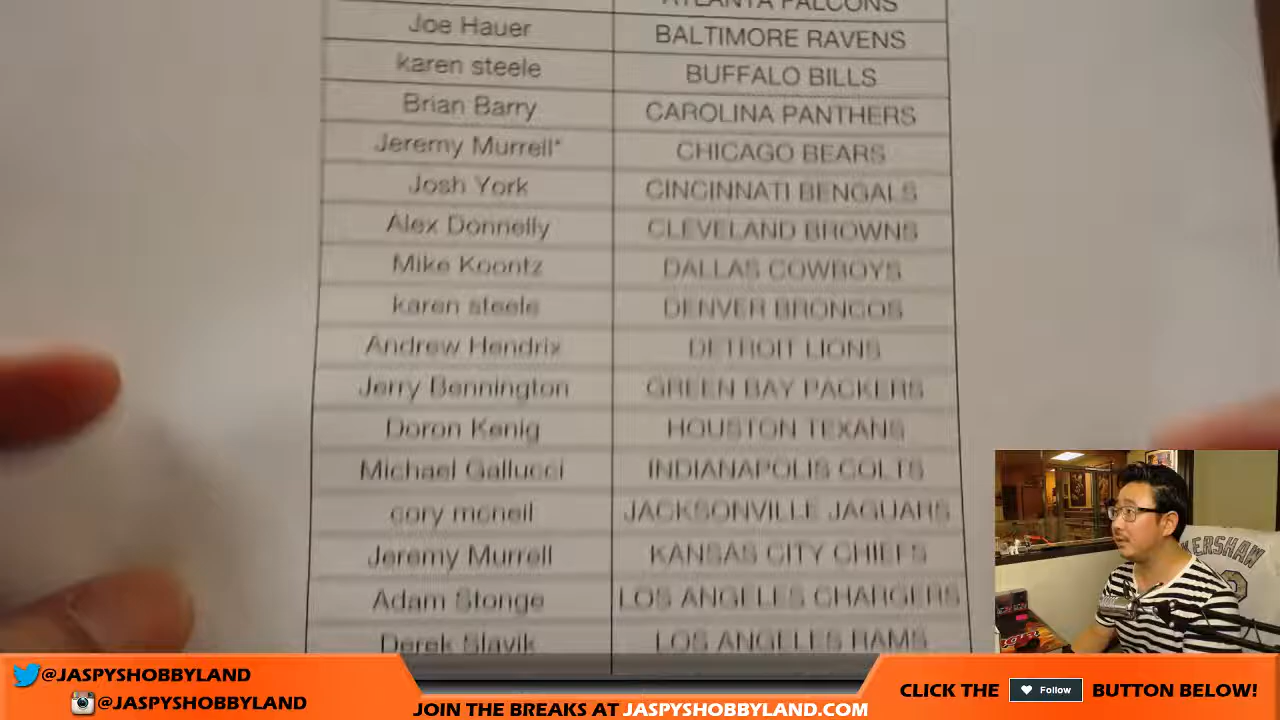 ATLANTA FALCONS
Joe Hauer BALTIMORE RAVENS
karen steele BUFFALO BILLS
Brian Barry CAROLINA PANTHERS
Jeremy Murrell* CHICAGO BEARS
Josh York CINCINNATI BENGALS
Alex Donnelly CLEVELAND BROWNS
Mike Koontz DALLAS COWBOYS
karen steele DENVER BRONCOS
Andrew Hendrix DETROIT LIONS
Jerry Bennington GREEN BAY PACKERS
Doron Kenig HOUSTON TEXANS
Michael Gallucci INDIANAPOLIS COLTS
cory mcneil JACKSONVILLE JAGUARS
Jeremy Murrell KANSAS CITY CHIEFS
Adam Stonge LOS ANGELES CHARGERS
Derek Slavik LOS ANGELES RAMS
KERSHAW
@JASPYSHOBBYLAND
@JASPYSHOBBYLAND
JOIN THE BREAKS AT JASPYSHOBBYLAND.COM
CLICK THE Follow BUTTON BELOW!